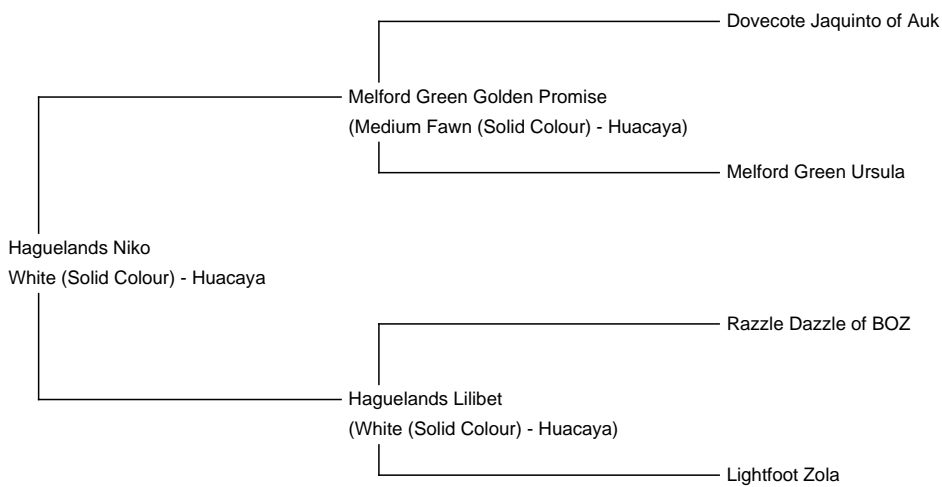 Dovecote Jaquinto of Auk
Melford Green Golden Promise
(Medium Fawn (Solid Colour) - Huacaya)
Melford Green Ursula
Haguelands Niko
White (Solid Colour) - Huacaya
Razzle Dazzle of BOZ
Haguelands Lilibet
(White (Solid Colour) - Huacaya)
Lightfoot Zola